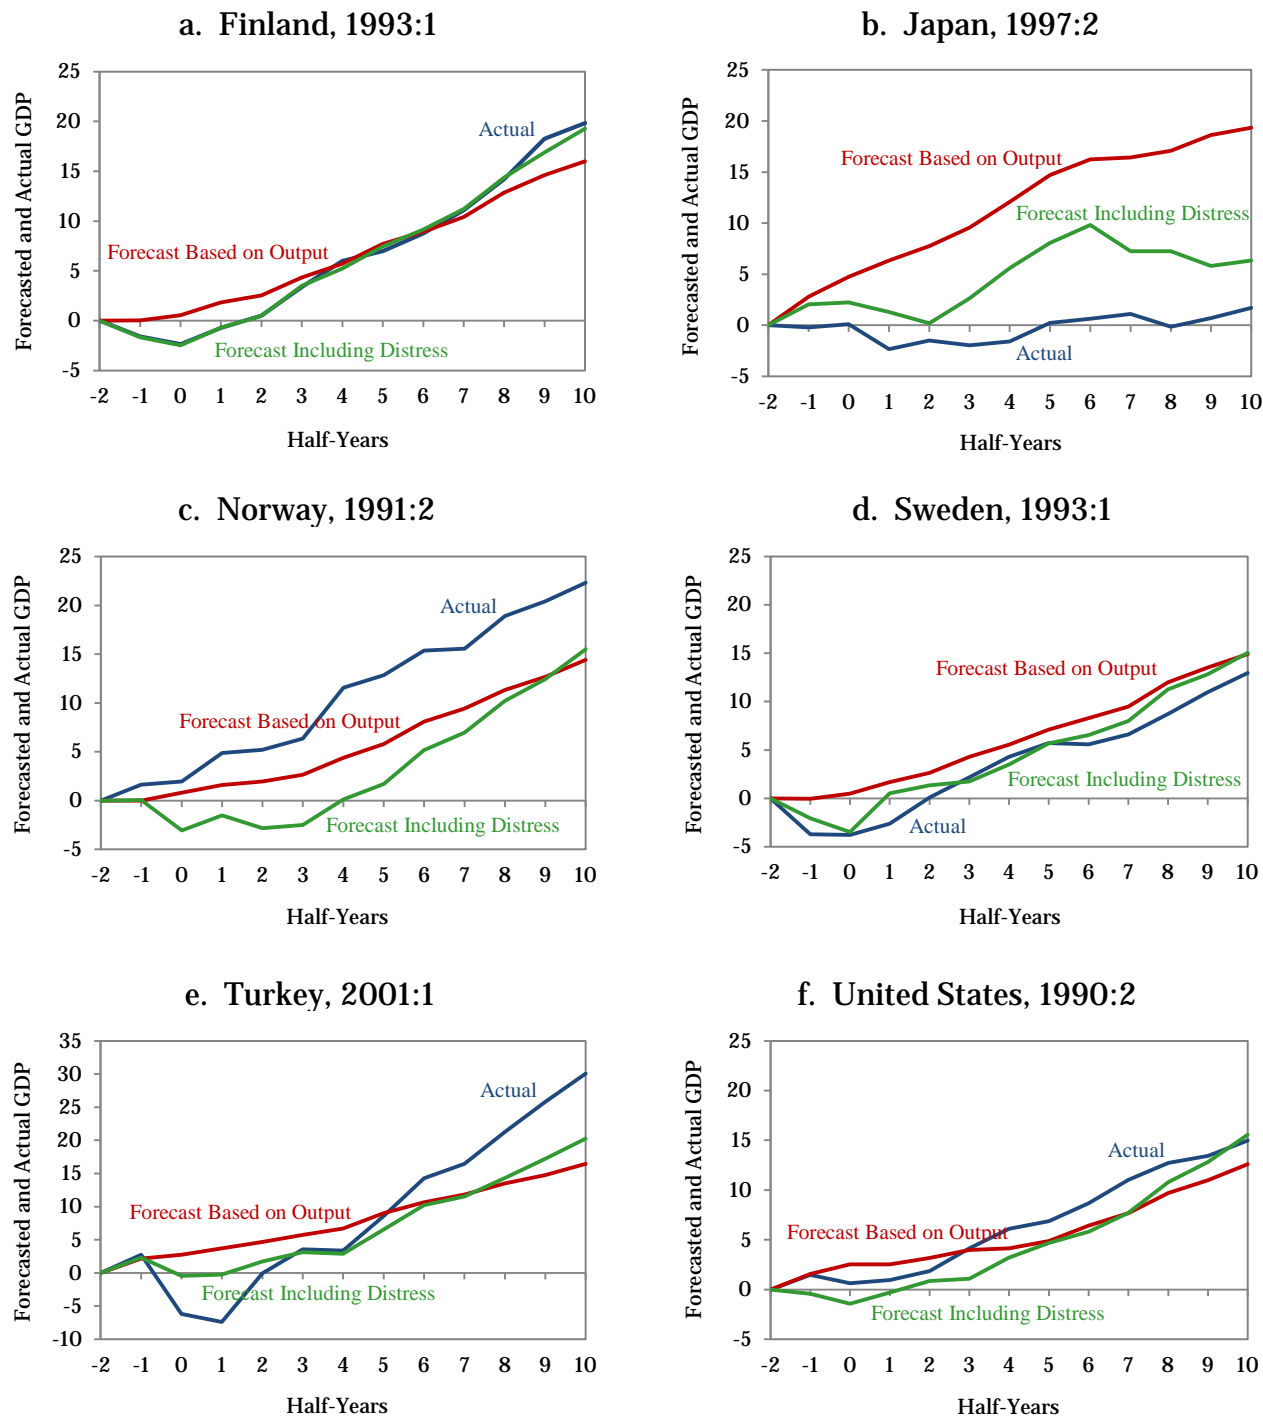 a. Finland, 1993:1
Forecasted and Actual GDP
25
20
15
10
5
0
-5
Actual
Forecast Based on Output
Forecast Including Distress
-2 -1 0 1 2 3 4 5 6 7 8 9 10
Half-Years
b. Japan, 1997:2
Forecasted and Actual GDP
25
20
15
10
5
0
-5
Forecast Based on Output
Forecast Including Distress
Actual
-2 -1 0 1 2 3 4 5 6 7 8 9 10
Half-Years
c. Norway, 1991:2
Forecasted and Actual GDP
25
20
15
10
5
0
-5
Actual
Forecast Based on Output
Forecast Including Distress
-2 -1 0 1 2 3 4 5 6 7 8 9 10
Half-Years
d. Sweden, 1993:1
Forecasted and Actual GDP
25
20
15
10
5
0
-5
Forecast Based on Output
Forecast Including Distress
Actual
-2 -1 0 1 2 3 4 5 6 7 8 9 10
Half-Years
e. Turkey, 2001:1
Forecasted and Actual GDP
35
30
25
20
15
10
5
0
-5
-10
Actual
Forecast Based on Output
Forecast Including Distress
-2 -1 0 1 2 3 4 5 6 7 8 9 10
Half-Years
f. United States, 1990:2
Forecasted and Actual GDP
25
20
15
10
5
0
-5
Actual
Forecast Based on Output
Forecast Including Distress
-2 -1 0 1 2 3 4 5 6 7 8 9 10
Half-Years